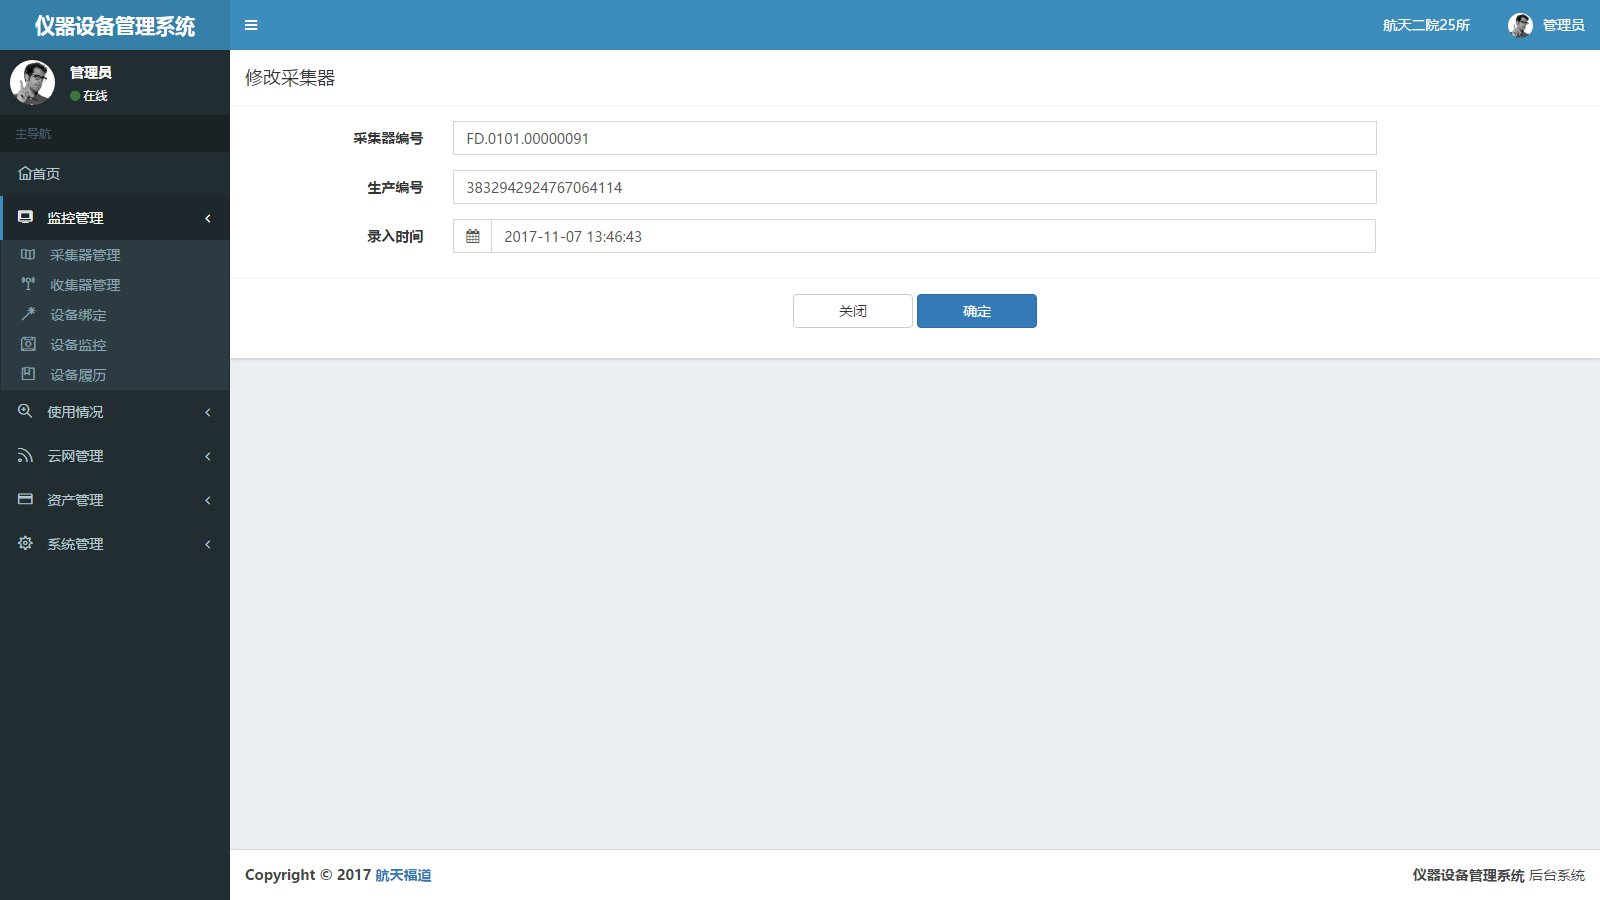 仪器设备管理系统
航天二院25所
管理员
管理员
在线
主导航
首页
监控管理
采集器管理
收集器管理
设备绑定
设备监控
设备履历
使用情况
云网管理
资产管理
系统管理
修改采集器
采集器编号
FD.0101.00000091
生产编号
3832942924767064114
录入时间
2017-11-07 13:46:43
关闭
确定
Copyright © 2017 航天福道
仪器设备管理系统 后台系统